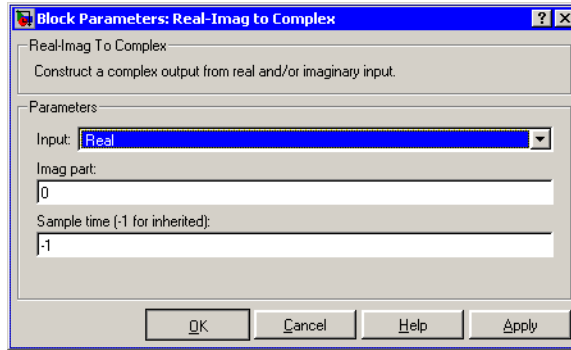 Block Parameters: Real-Imag to Complex
Real-Imag To Complex
Construct a complex output from real and/or imaginary input.
Parameters
Input: Real
Imag part:
0
Sample time (-1 for inherited):
-1
OK Cancel Help Apply